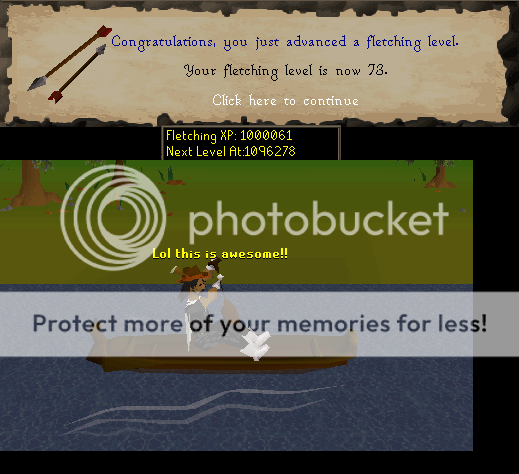 Congratulations, you just advanced a fletching level.
Your fletching level is now 73.
Click here to continue
Fletching XP: 1000061
Next Level At:1096278
photobucket
Lol this is awesome!!
Protect more of your memories for less!